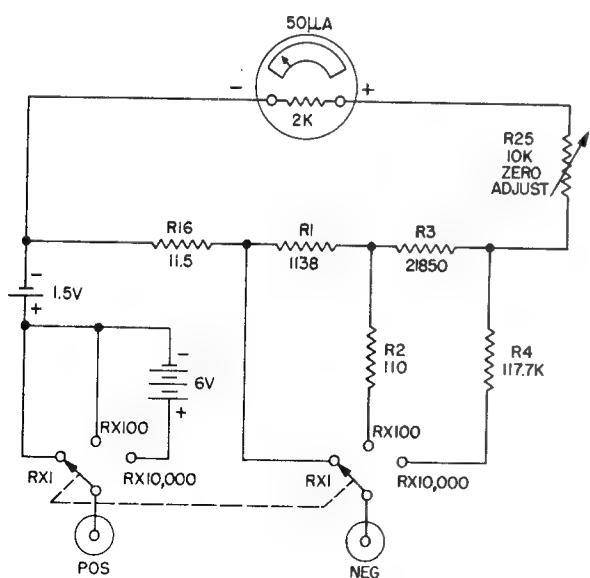 50μA
-
+
2K
R25
10K
ZERO
ADJUST
R16
11.5
R1
1138
R3
21850
-
1.5V
+
-
6V
+
R2
110
R4
117.7K
RX100
RX1
RX10,000
RX100
RX1
RX10,000
POS
NEG